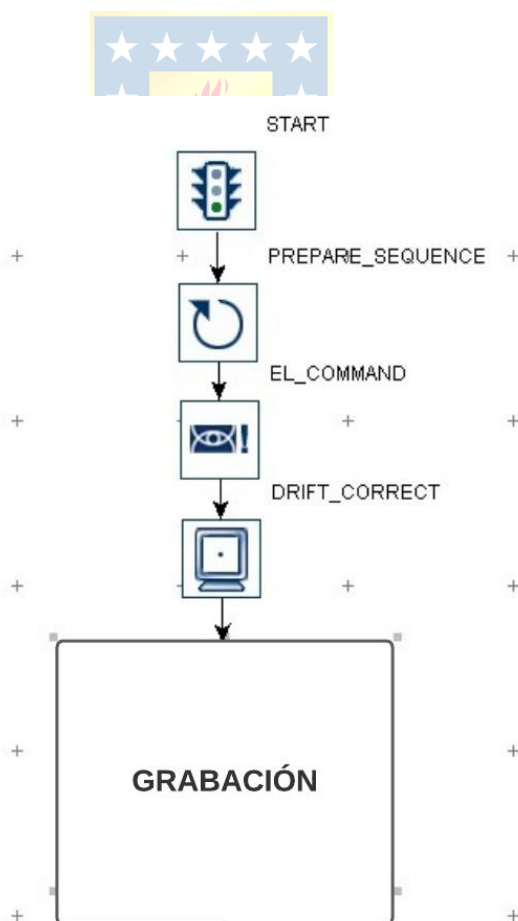 START
PREPARE_SEQUENCE
EL_COMMAND
DRIFT_CORRECT
GRABACIÓN